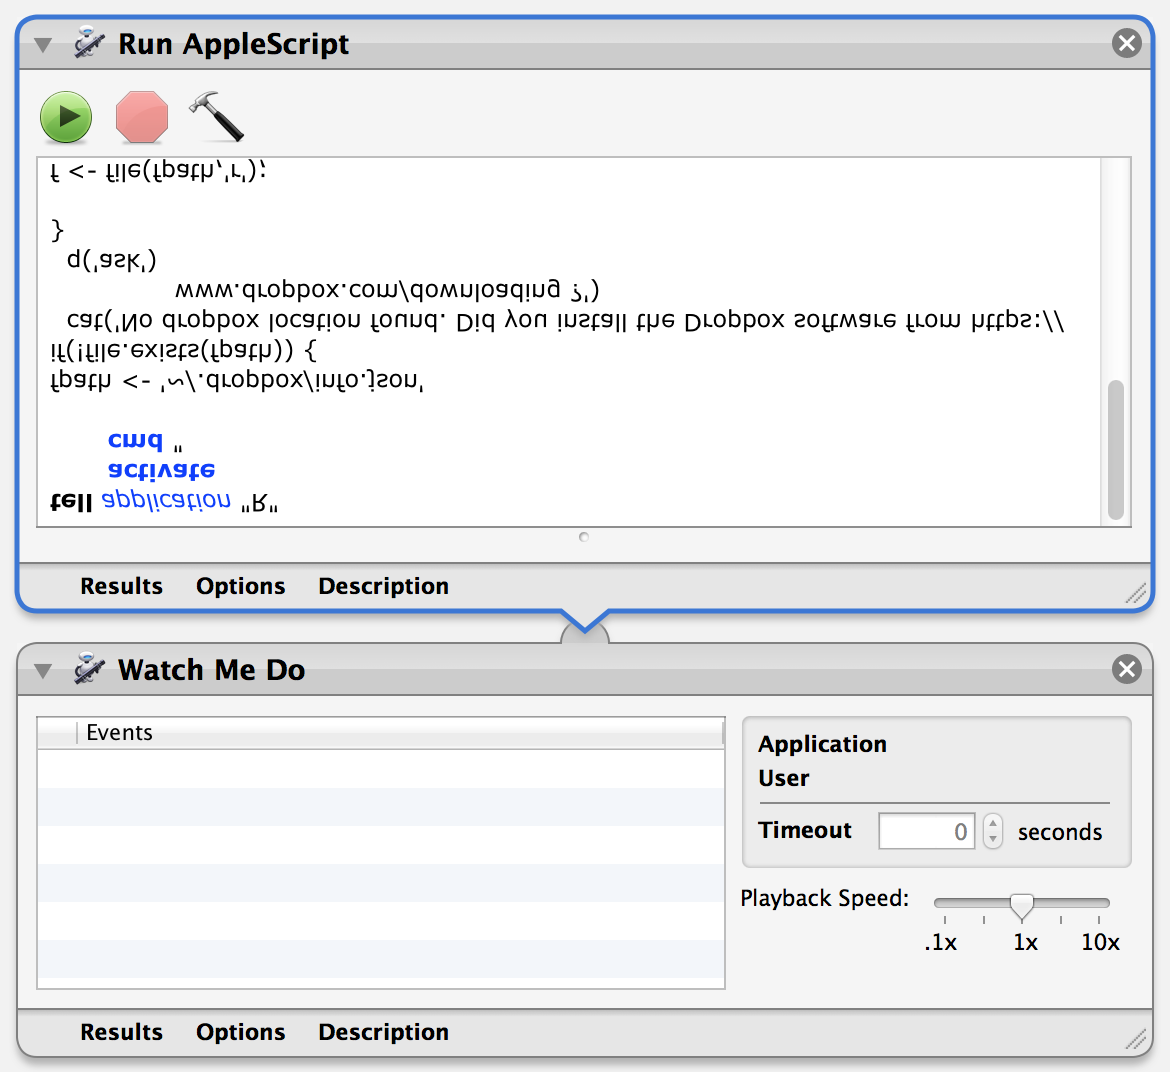 Run AppleScript
tell application "R"
activate
cmd "
fpath <- '~/.dropbox/info.json'
if(!file.exists(fpath)) {
cat('No dropbox location found. Did you install the Dropbox software from https://
www.dropbox.com/downloading ?')
q('ask')
}
f <- file(fpath,'r');
Results Options Description
Watch Me Do
Events
Application
User
Timeout 0 seconds
Playback Speed:
.1x 1x 10x
Results Options Description